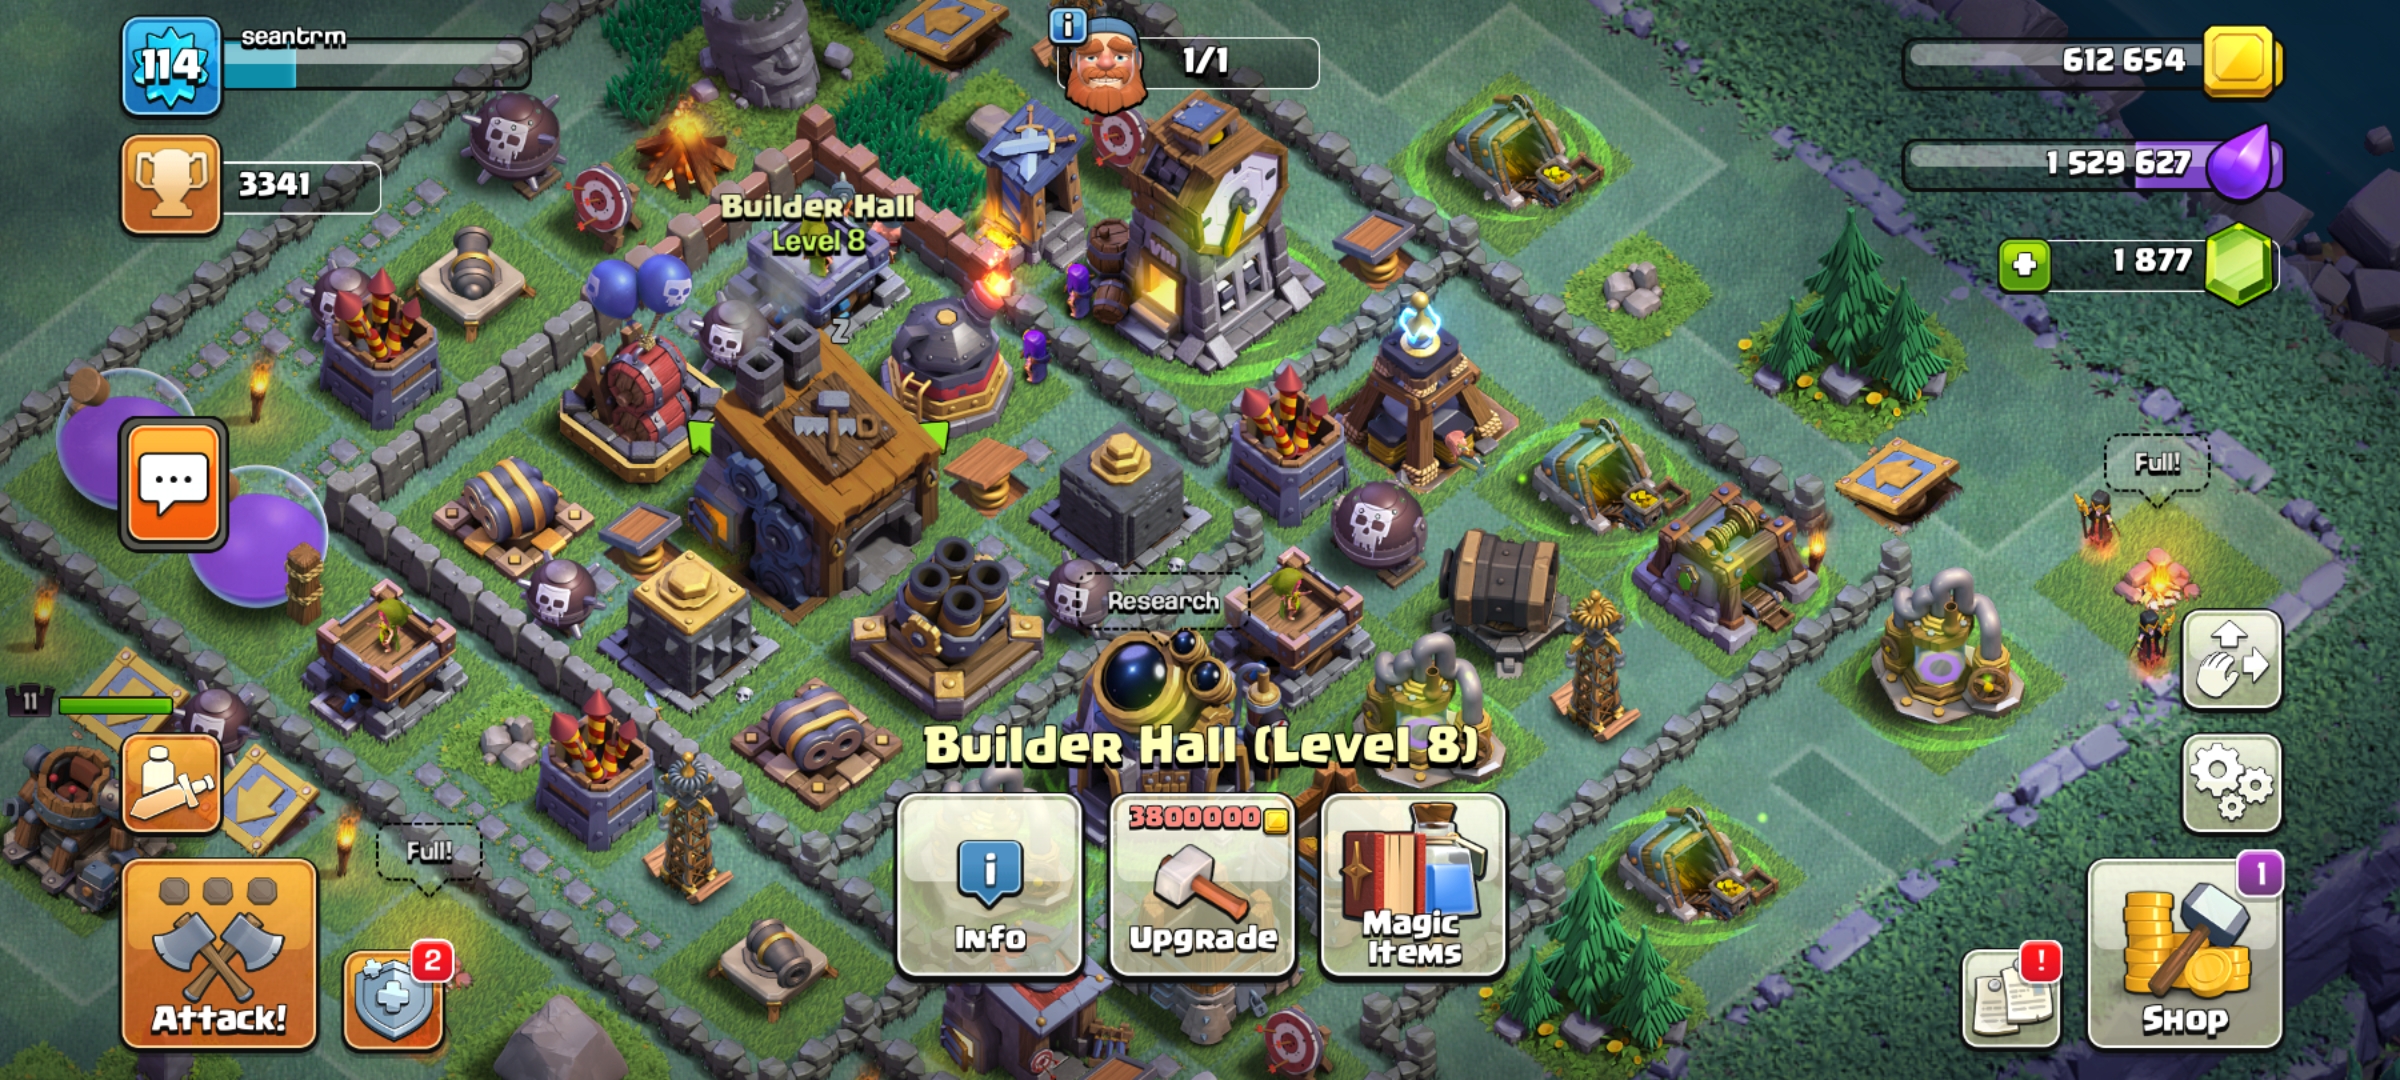 seantrm
114
1/1
612 654
3341
1 529 627
Builder Hall
Level 8
1 877
z
Full!
Research
11
Builder Hall (Level 8)
3800000
Full!
Info
Upgrade
Magic
Items
1
2
!
Attack!
Shop